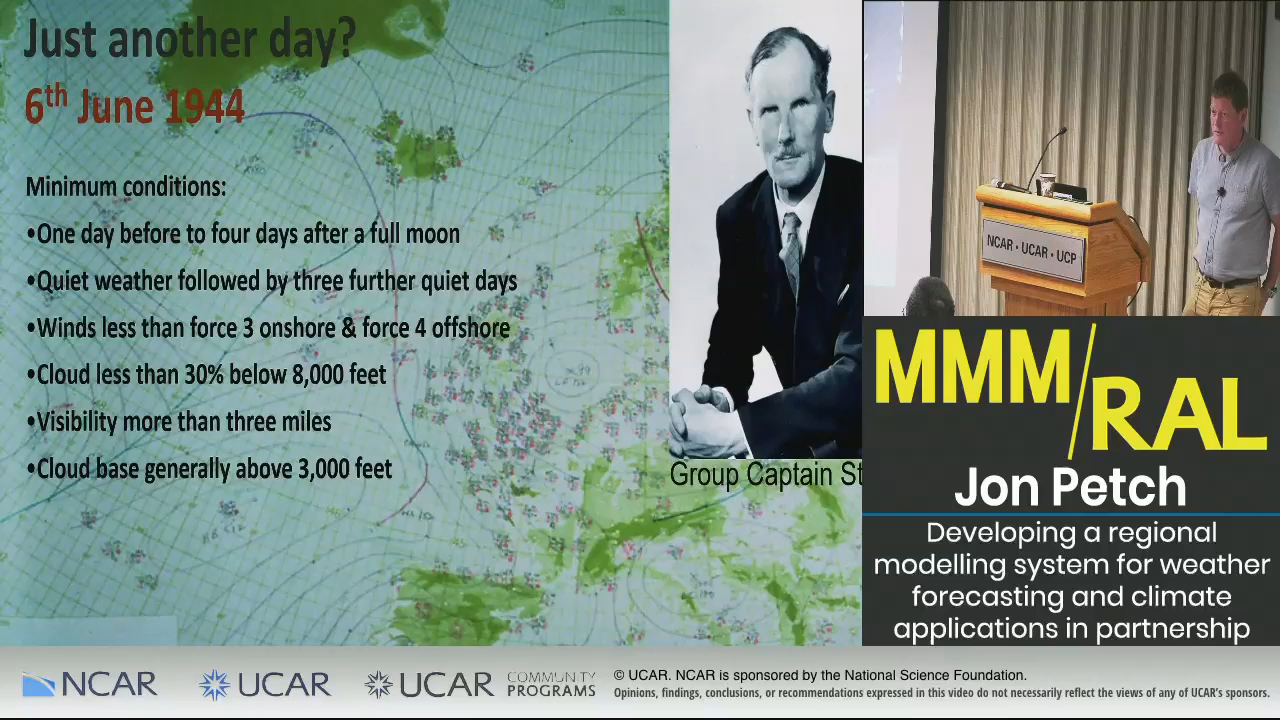 Just another day?
6th June 1944
Minimum conditions:
•One day before to four days after a full moon
•Quiet weather followed by three further quiet days
•Winds less than force 3 onshore & force 4 offshore
•Cloud less than 30% below 8,000 feet
•Visibility more than three miles
•Cloud base generally above 3,000 feet
Group Captain St
NCAR • UCAR • UCP
MMM/RAL
Jon Petch
Developing a regional
modelling system for weather
forecasting and climate
applications in partnership
NCAR
UCAR
UCAR
COMMUNITY
PROGRAMS
© UCAR. NCAR is sponsored by the National Science Foundation.
Opinions, findings, conclusions, or recommendations expressed in this video do not necessarily reflect the views of any of UCAR's sponsors.